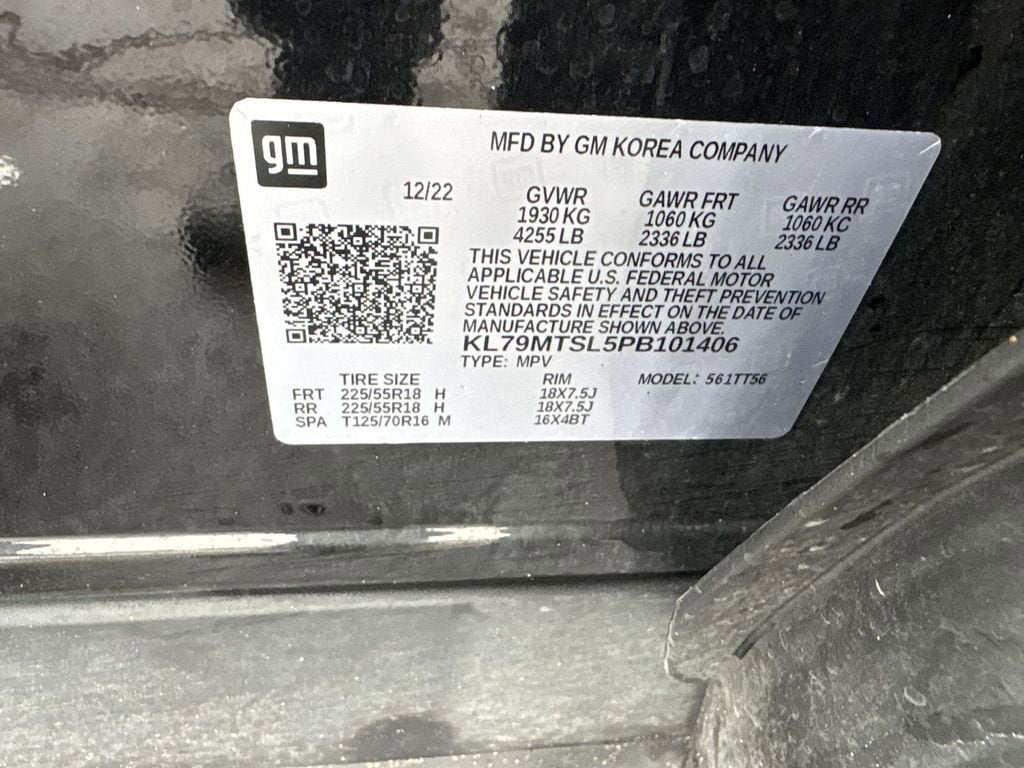 gm
MFD BY GM KOREA COMPANY
12/22
GVWR GAWR FRT GAWR RR
1930 KG 1060 KG 1060 KC
4255 LB 2336 LB 2336 LB
THIS VEHICLE CONFORMS TO ALL
APPLICABLE U.S. FEDERAL MOTOR
VEHICLE SAFETY AND THEFT PREVENTION
STANDARDS IN EFFECT ON THE DATE OF
MANUFACTURE SHOWN ABOVE.
KL79MTSL5PB101406
TYPE: MPV
TIRE SIZE RIM MODEL: 561TT56
FRT 225/55R18 H 18X7.5J
RR 225/55R18 H 18X7.5J
SPA T125/70R16 M 16X4BT